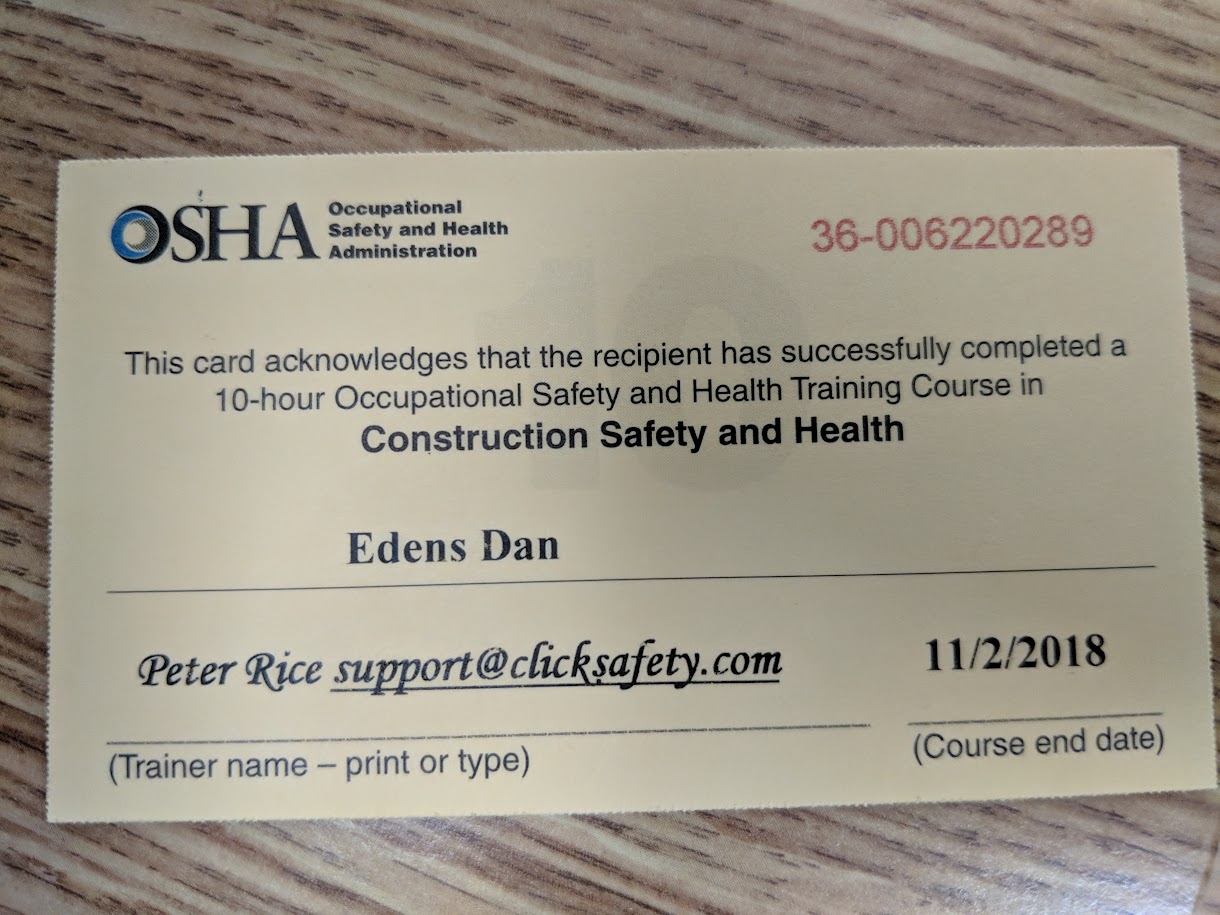 OSHA
Occupational
Safety and Health
Administration
36-006220289
10
This card acknowledges that the recipient has successfully completed a
10-hour Occupational Safety and Health Training Course in
Construction Safety and Health
Edens Dan
Peter Rice support@clicksafety.com
11/2/2018
(Trainer name – print or type)
(Course end date)